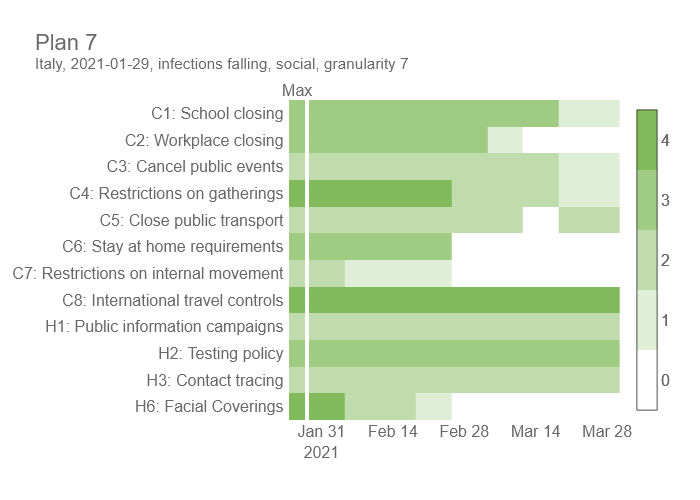 Plan 7
Italy, 2021-01-29, infections falling, social, granularity 7
Max
C1: School closing
C2: Workplace closing
C3: Cancel public events
C4: Restrictions on gatherings
C5: Close public transport
C6: Stay at home requirements
C7: Restrictions on internal movement
C8: International travel controls
H1: Public information campaigns
H2: Testing policy
H3: Contact tracing
H6: Facial Coverings
Jan 31 Feb 14 Feb 28 Mar 14 Mar 28
2021
4
3
2
1
0